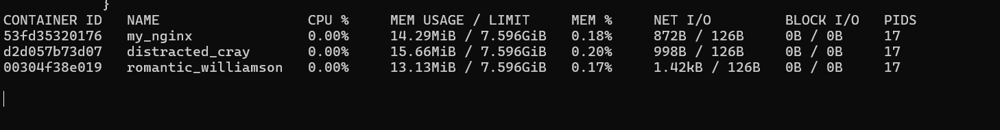 }
CONTAINER ID   NAME                CPU %     MEM USAGE / LIMIT     MEM %     NET I/O         BLOCK I/O   PIDS
53fd35320176   my_nginx            0.00%     14.29MiB / 7.596GiB   0.18%     872B / 126B     0B / 0B     17
d2d057b73d07   distracted_cray     0.00%     15.66MiB / 7.596GiB   0.20%     998B / 126B     0B / 0B     17
00304f38e019   romantic_williamson   0.00%     13.13MiB / 7.596GiB   0.17%     1.42kB / 126B   0B / 0B     17